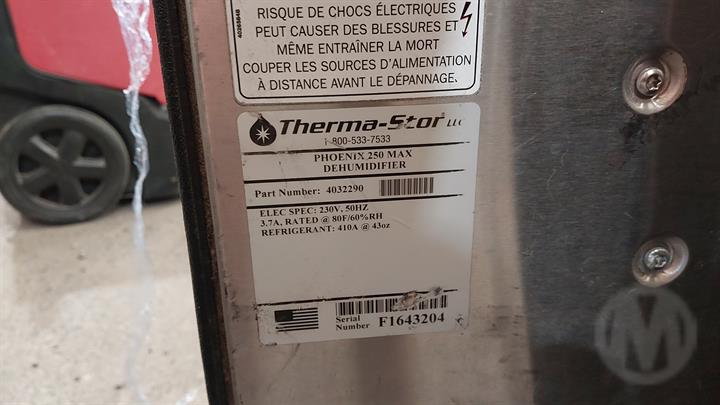 40265648
RISQUE DE CHOCS ÉLECTRIQUES
PEUT CAUSER DES BLESSURES ET
MÊME ENTRAÎNER LA MORT
COUPER LES SOURCES D'ALIMENTATION
À DISTANCE AVANT LE DÉPANNAGE.
Therma-Stor LLC
1-800-533-7533
PHOENIX 250 MAX
DEHUMIDIFIER
Part Number: 4032290
ELEC SPEC: 230V, 50HZ
3.7A, RATED @ 80F/60%RH
REFRIGERANT: 410A @ 43oz
Serial
Number F1643204
M